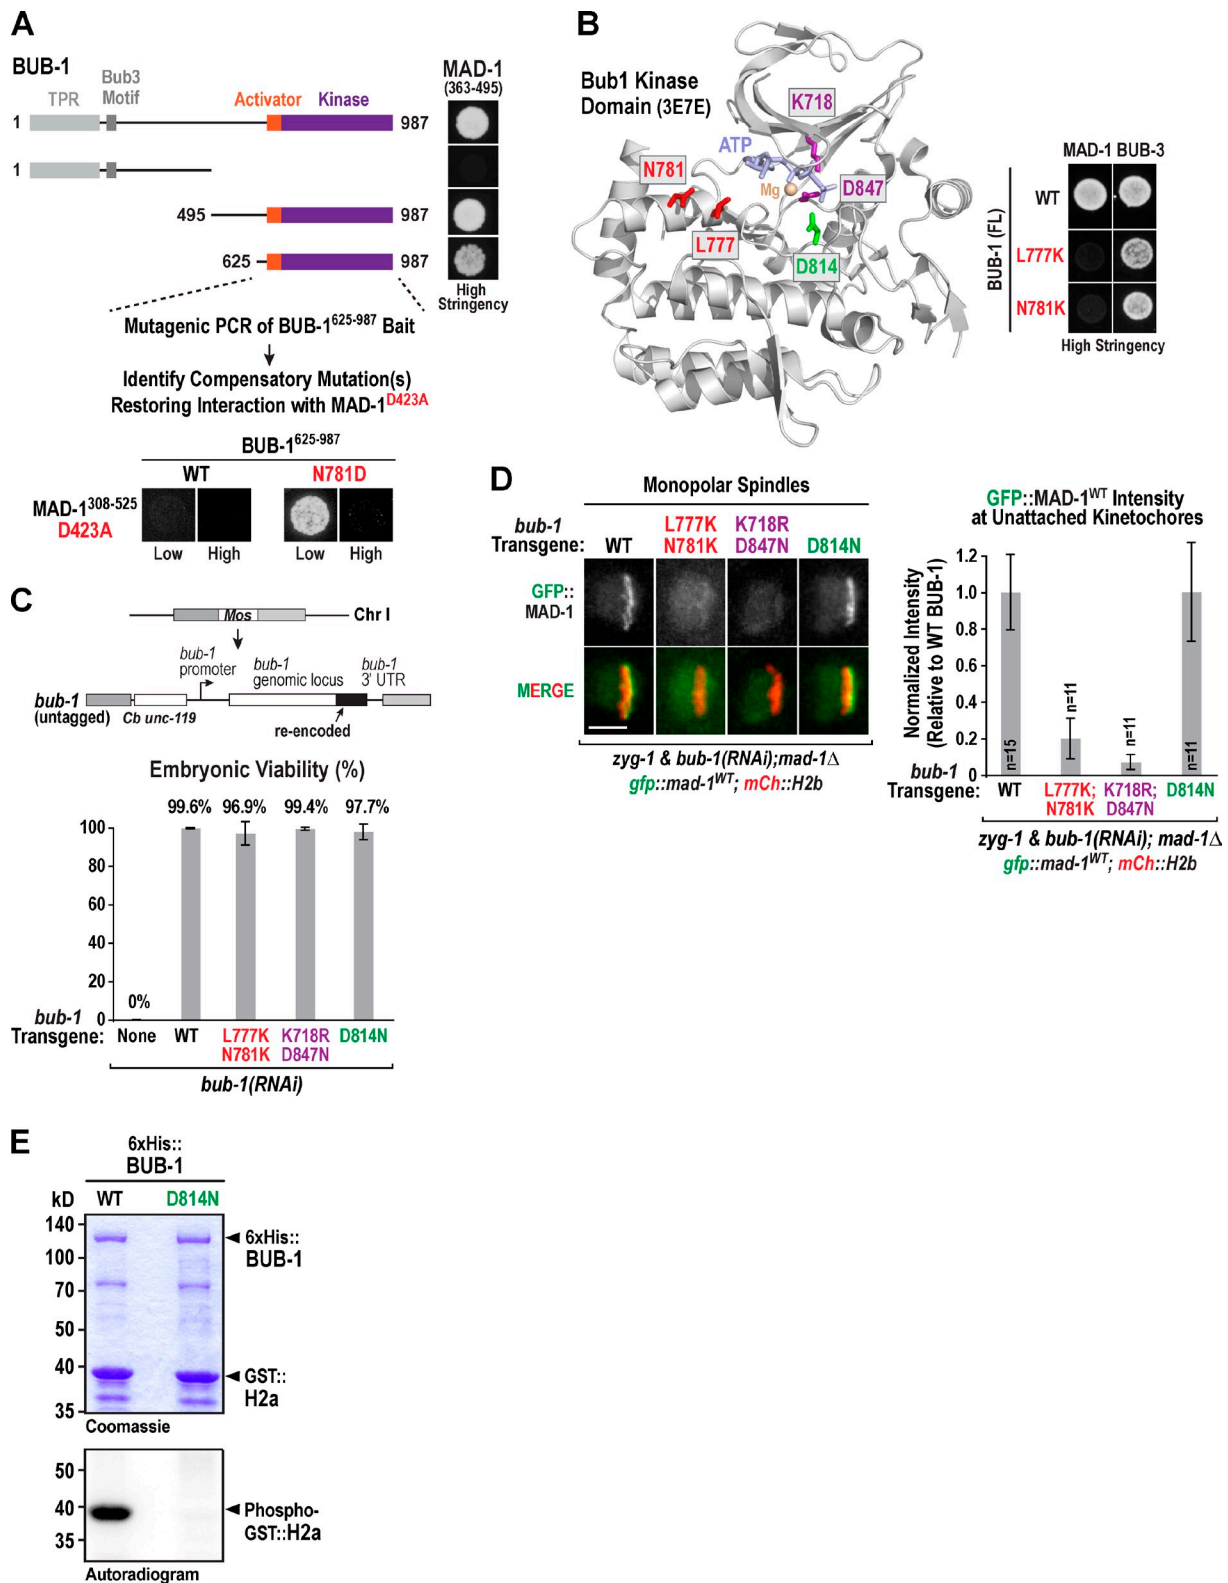 A
BUB-1
TPR
Bub3
Motif
Activator
Kinase
MAD-1
(363-495)
1
987
1
495
987
625
987
High
Stringency
Mutagenic PCR of BUB-1625-987 Bait
Identify Compensatory Mutation(s)
Restoring Interaction with MAD-1D423A
BUB-1625-987
WT
N781D
MAD-1308-525
D423A
Low
High
Low
High
B
Bub1 Kinase
Domain (3E7E)
K718
ATP
N781
Mg
D847
L777
D814
MAD-1 BUB-3
BUB-1 (FL)
WT
L777K
N781K
High Stringency
C
Mos
Chr I
bub-1
promoter
bub-1
genomic locus
bub-1
3' UTR
bub-1
(untagged)
Cb unc-119
re-encoded
Embryonic Viability (%)
99.6%
96.9%
99.4%
97.7%
100
80
60
40
20
0
0%
bub-1
Transgene:
None
WT
L777K
N781K
K718R
D847N
D814N
bub-1(RNAi)
D
Monopolar Spindles
bub-1
Transgene:
WT
L777K
N781K
K718R
D847N
D814N
GFP::
MAD-1
MERGE
zyg-1 & bub-1(RNAi);mad-1Δ
gfp::mad-1WT; mCh::H2b
GFP::MAD-1WT Intensity
at Unattached Kinetochores
Normalized Intensity
(Relative to WT BUB-1)
1.2
1.0
0.8
0.6
0.4
0.2
0
n=15
n=11
n=11
n=11
bub-1
Transgene:
WT
L777K;
N781K
K718R;
D847N
D814N
zyg-1 & bub-1(RNAi); mad-1Δ
gfp::mad-1WT; mCh::H2b
E
6xHis::
BUB-1
kD
WT
D814N
140
100
70
50
40
35
6xHis::
BUB-1
GST::
H2a
Coomassie
50
40
35
Phospho-
GST::H2a
Autoradiogram